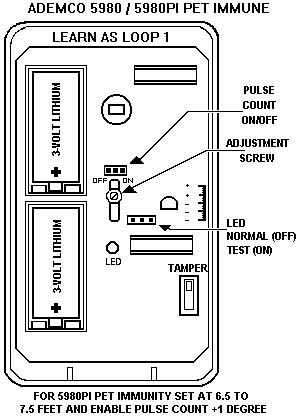 ADEMCO 5980 / 5980PI PET IMMUNE
LEARN AS LOOP 1
3-VOLT LITHIUM
+
PULSE
COUNT
ON/OFF
ADJUSTMENT
SCREW
OFF
ON
3-VOLT LITHIUM
+
LED
NORMAL (OFF)
TEST (ON)
LED
TAMPER
FOR 5980PI PET IMMUNITY SET AT 6.5 TO
7.5 FEET AND ENABLE PULSE COUNT +1 DEGREE